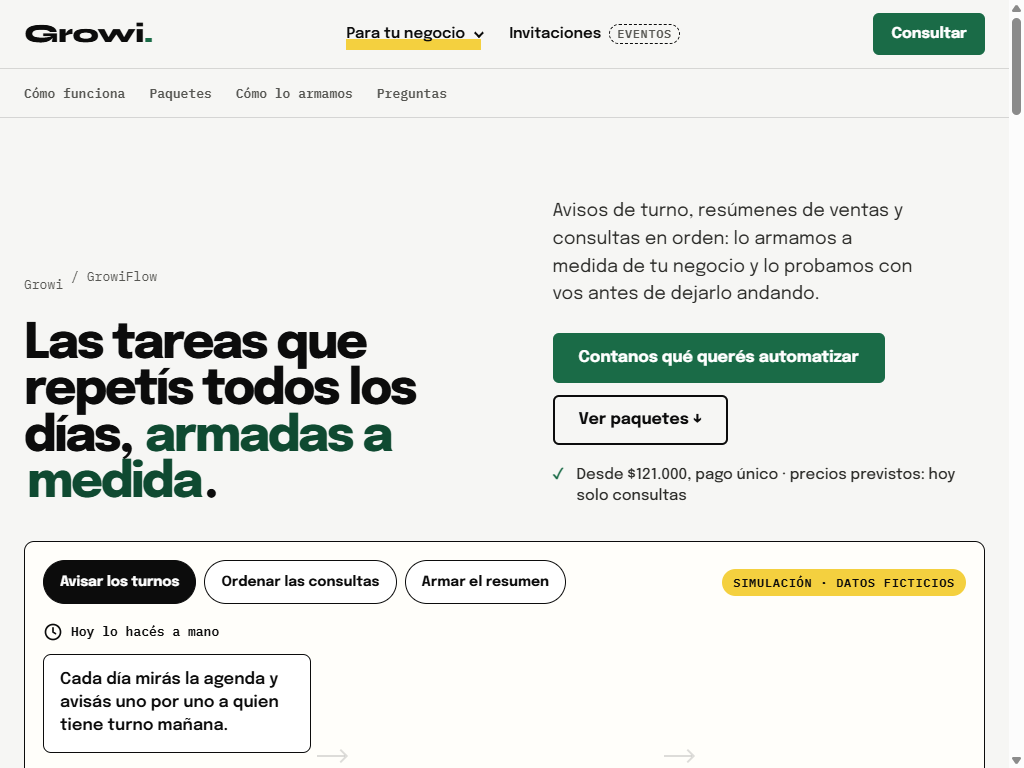 Growi.
Para tu negocio
Invitaciones EVENTOS
Consultar
Cómo funciona
Paquetes
Cómo lo armamos
Preguntas
Growi / GrowiFlow
Las tareas que
repetís todos los
días, armadas a
medida.
Avisos de turno, resúmenes de ventas y
consultas en orden: lo armamos a
medida de tu negocio y lo probamos con
vos antes de dejarlo andando.
Contanos qué querés automatizar
Ver paquetes ↓
✓ Desde $121.000, pago único · precios previstos: hoy
solo consultas
Avisar los turnos
Ordenar las consultas
Armar el resumen
SIMULACIÓN · DATOS FICTICIOS
Hoy lo hacés a mano
Cada día mirás la agenda y
avisás uno por uno a quien
tiene turno mañana.